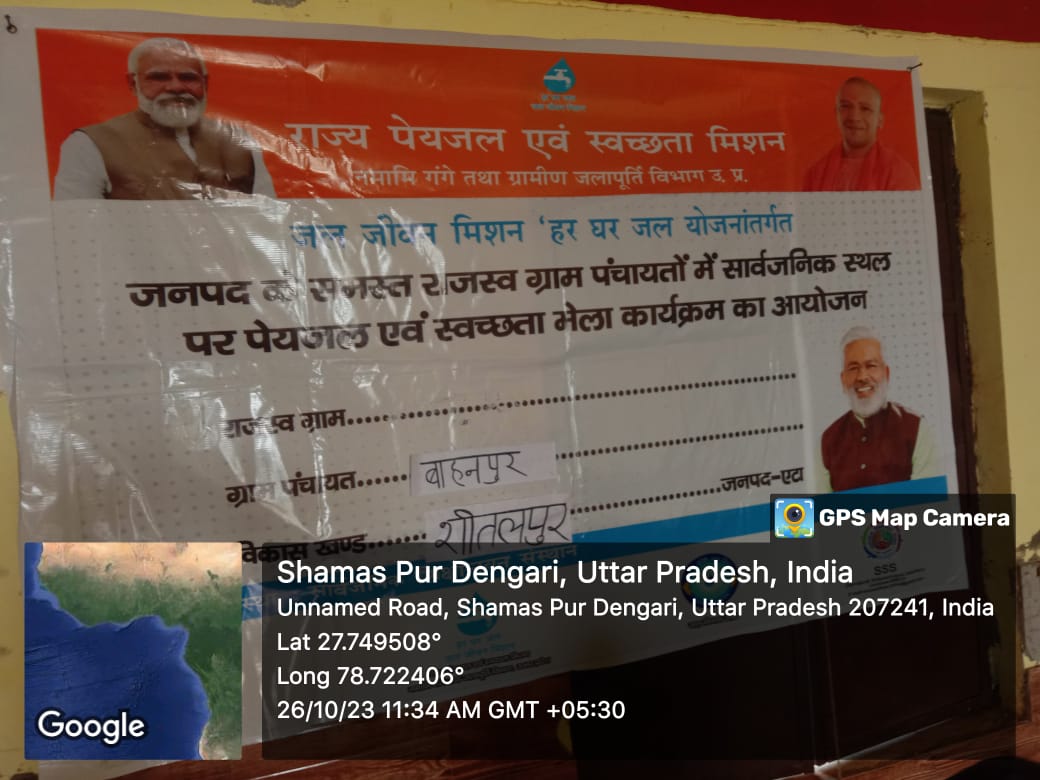 राज्य पेयजल एवं स्वच्छता मिशन
नमामि गंगे तथा ग्रामीण जलापूर्ति विभाग उ. प्र.
जल जीवन मिशन 'हर घर जल योजनांतर्गत
जनपद की समस्त राजस्व ग्राम पंचायतों में सार्वजनिक स्थल
पर पेयजल एवं स्वच्छता मेला कार्यक्रम का आयोजन
राजस्व ग्राम................
ग्राम पंचायत...... बाहनपुर ................
विकास खण्ड....... शीतलपुर ................जनपद-एटा
GPS Map Camera
SSS
संस्थान
Shamas Pur Dengari, Uttar Pradesh, India
Unnamed Road, Shamas Pur Dengari, Uttar Pradesh 207241, India
Lat 27.749508°
Long 78.722406°
26/10/23 11:34 AM GMT +05:30
Google